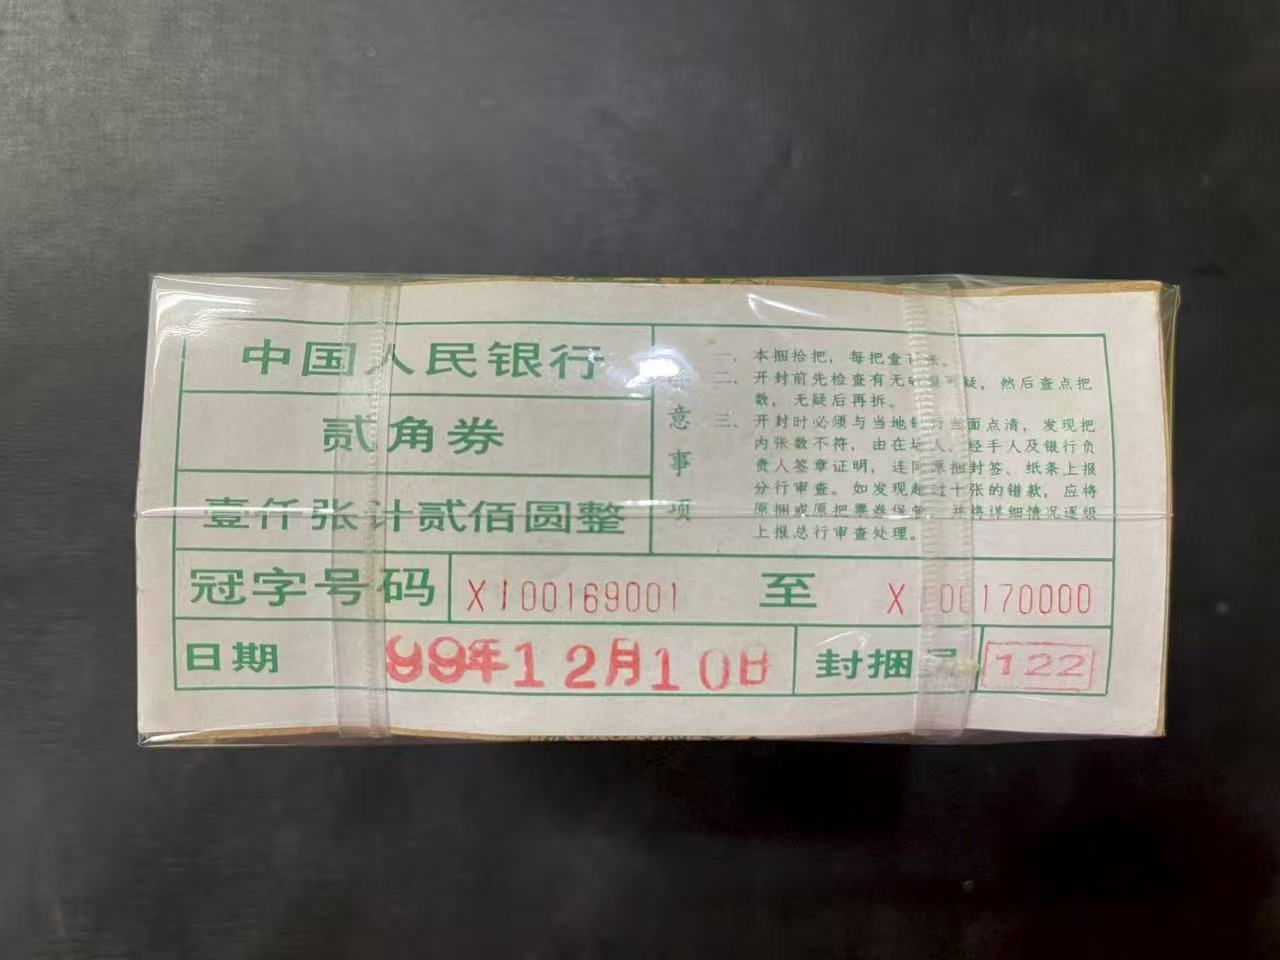 中国人民银行
贰角券
壹仟张计贰佰圆整
意事项
一、本捆拾把，每把壹百张。
二、开封前先检查有无 可疑，然后查点把
数，无疑后再拆。
三、开封时必须与当地银行当面点清，发现把
内张数不符，由在场人、经手人及银行负
责人签章证明，连同原捆封签、纸条上报
分行审查。如发现超过十张的错款，应将
原捆或原把票券保 ，并将详细情况逐级
上报总行审查处理。
冠字号码 X100169001 至 X 170000
日期 99年12月10日 封捆号 122